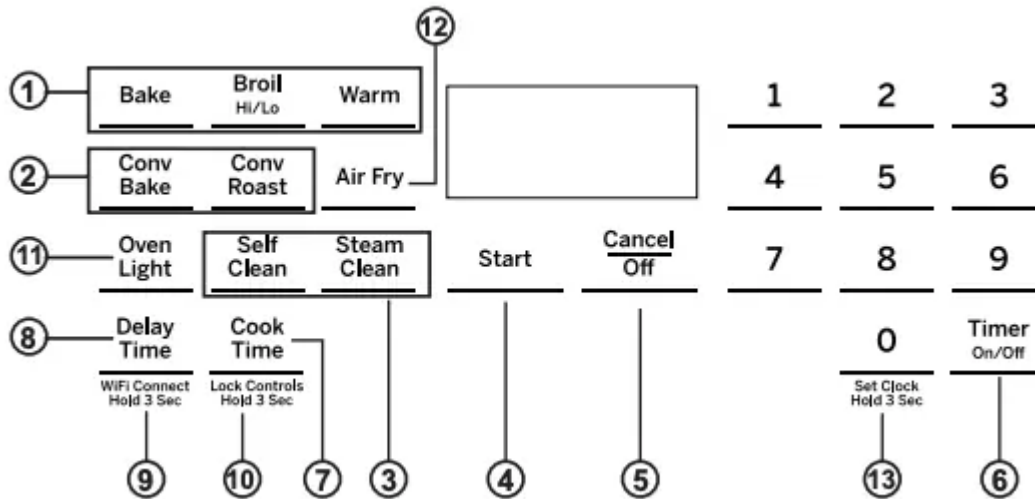 12
1 Bake Broil Warm 1 2 3
Hi/Lo
2 Conv Conv Air Fry 4 5 6
Bake Roast
11 Oven Self Steam Start Cancel 7 8 9
Light Clean Clean Off
8 Delay Cook 0 Timer
Time Time On/Off
WiFi Connect Lock Controls Set Clock
Hold 3 Sec Hold 3 Sec Hold 3 Sec
9 10 7 3 4 5 13 6